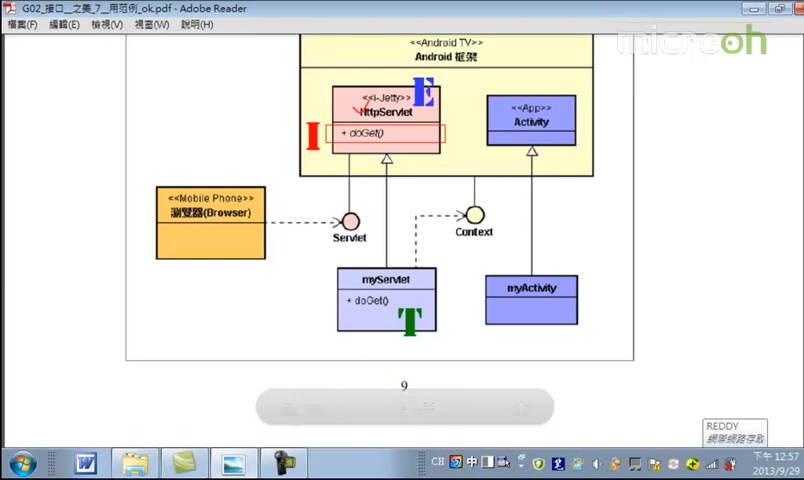 G02_接口__之美_7__用范例_ok.pdf - Adobe Reader
檔案(F) 編輯(E) 檢視(V) 視窗(W) 說明(H)
microoh
<<Android TV>>
Android 框架
<<i-Jetty>>
HttpServlet
E
I
+ doGet()
<<App>>
Activity
<<Mobile Phone>>
瀏覽器(Browser)
Servlet
Context
myServlet
+ doGet()
T
myActivity
9
REDDY
網際網路存取
CH 中
下午 12:57
2013/9/29